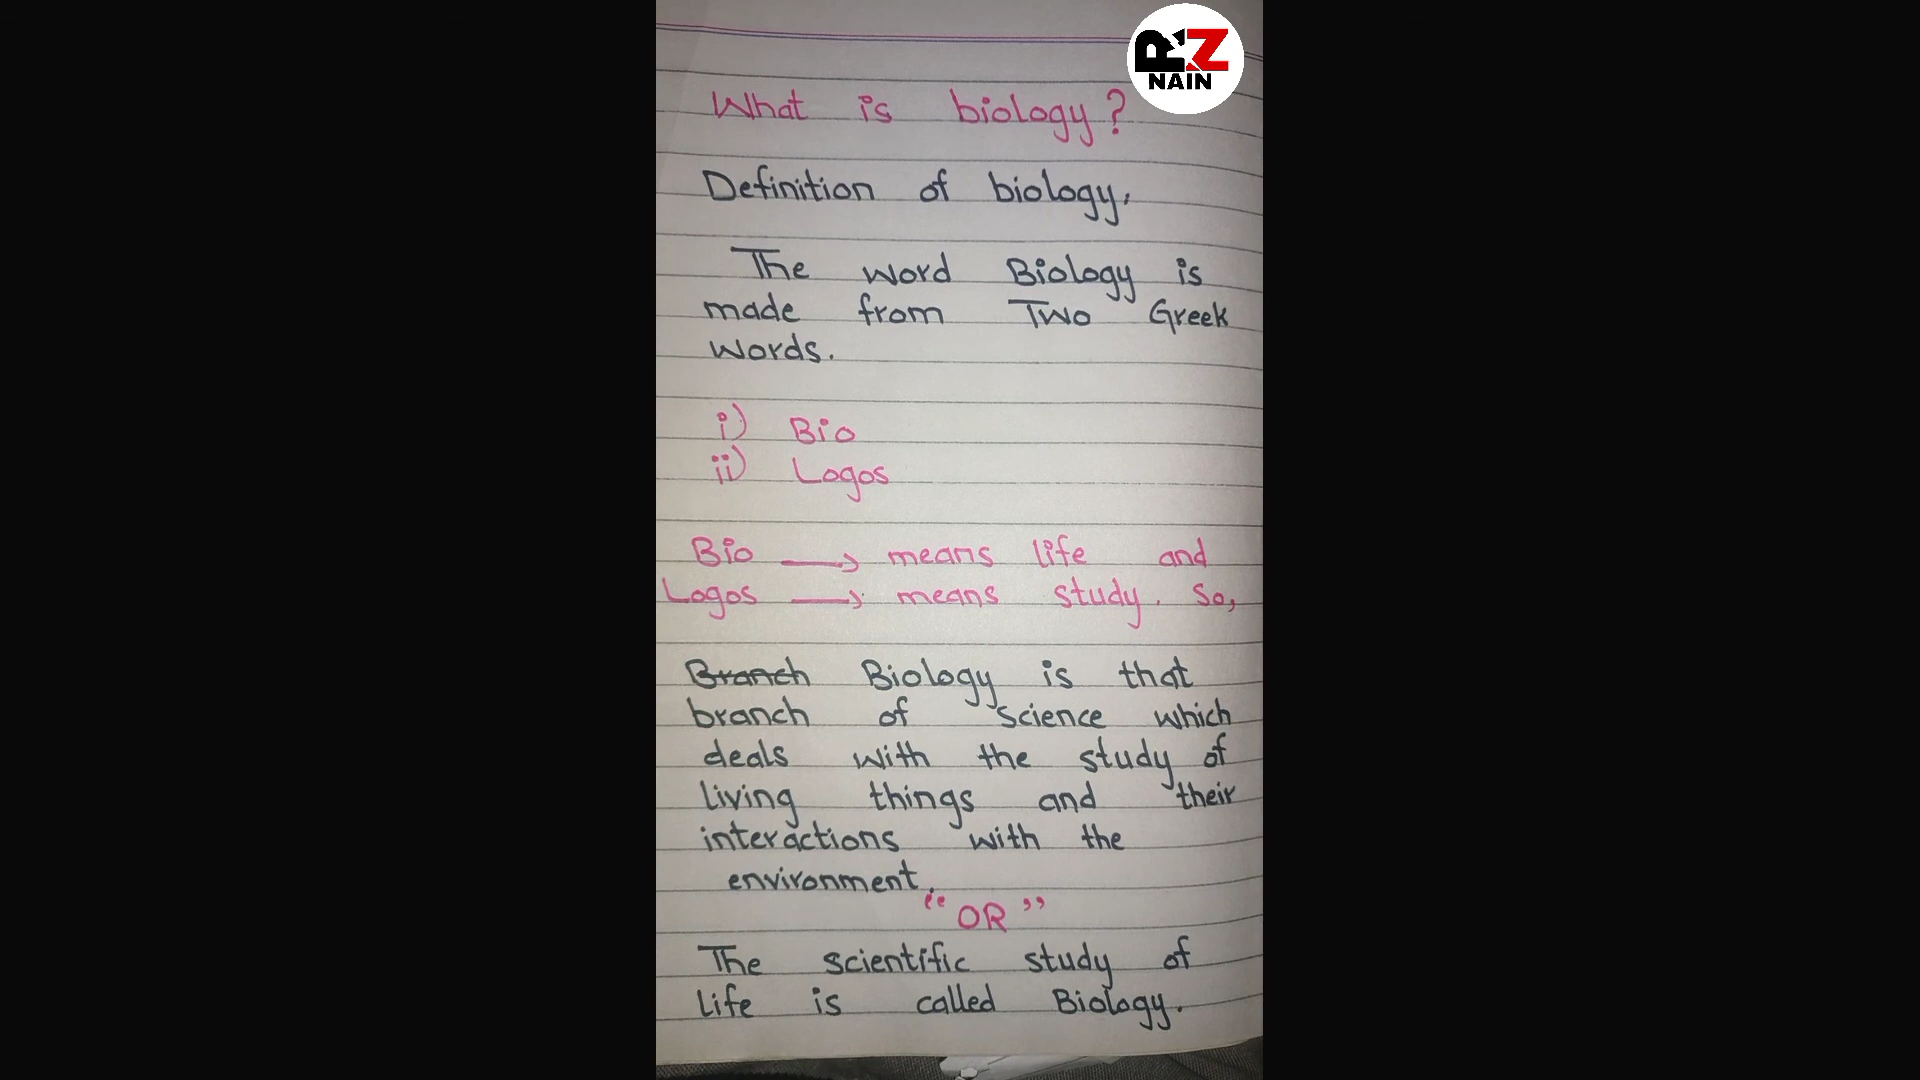 RZ
NAIN
What is biology?
Definition of biology.
The word Biology is
made from Two Greek
words.
i) Bio
ii) Logos
Bio → means life and
Logos → means study. So,
Branch Biology is that
branch of science which
deals with the study of
living things and their
interactions with the
environment.
"OR"
The scientific study of
life is called Biology.